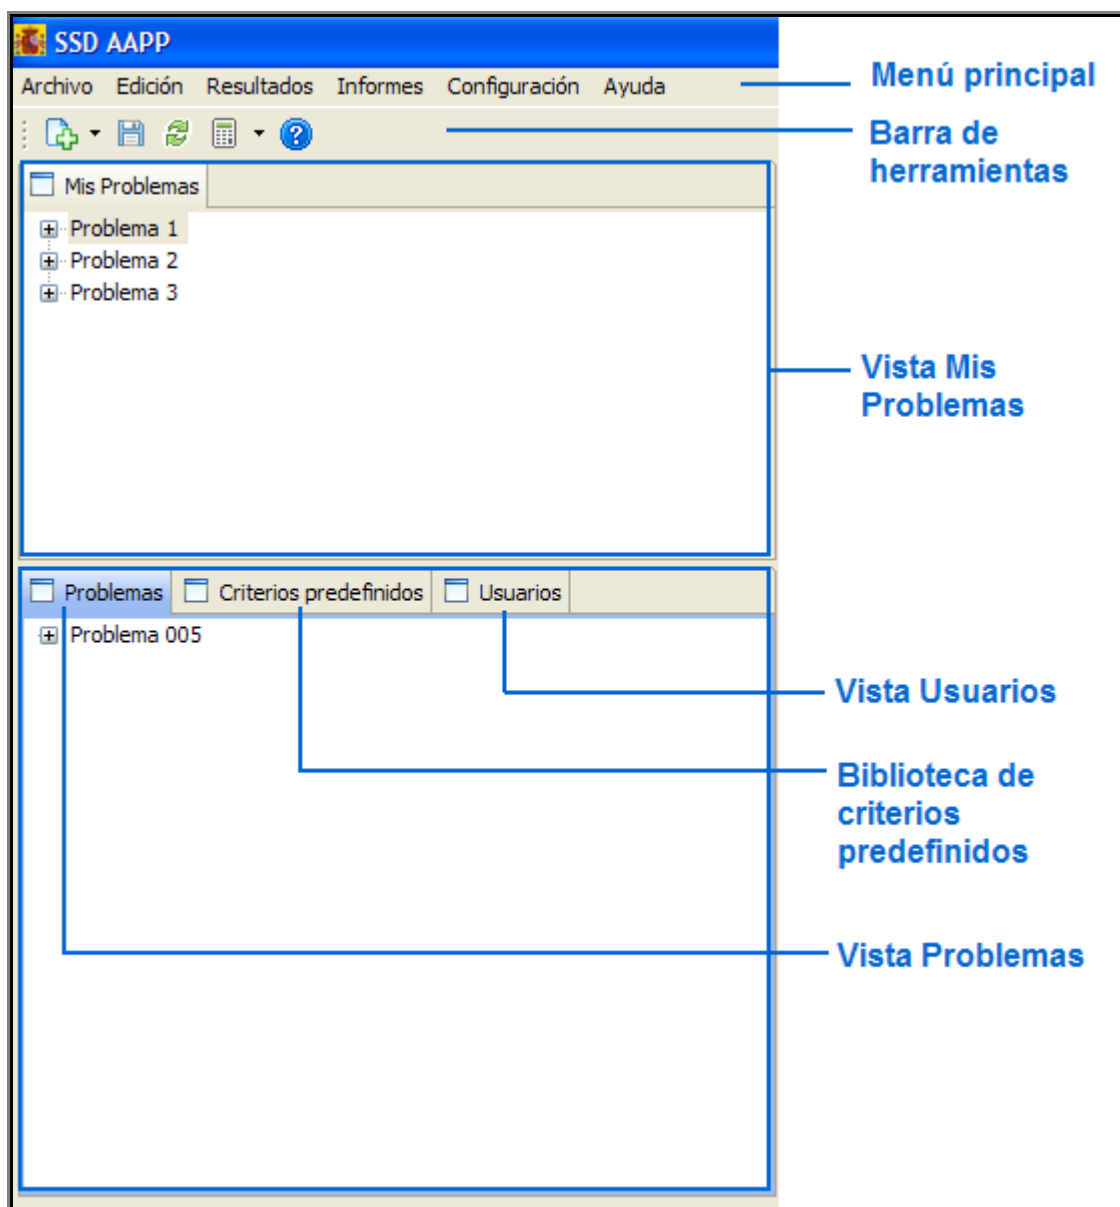 SSD AAPP
Archivo Edición Resultados Informes Configuración Ayuda
Menú principal
Barra de
herramientas
Mis Problemas
Problema 1
Problema 2
Problema 3
Vista Mis
Problemas
Problemas Criterios predefinidos Usuarios
Problema 005
Vista Usuarios
Biblioteca de
criterios
predefinidos
Vista Problemas